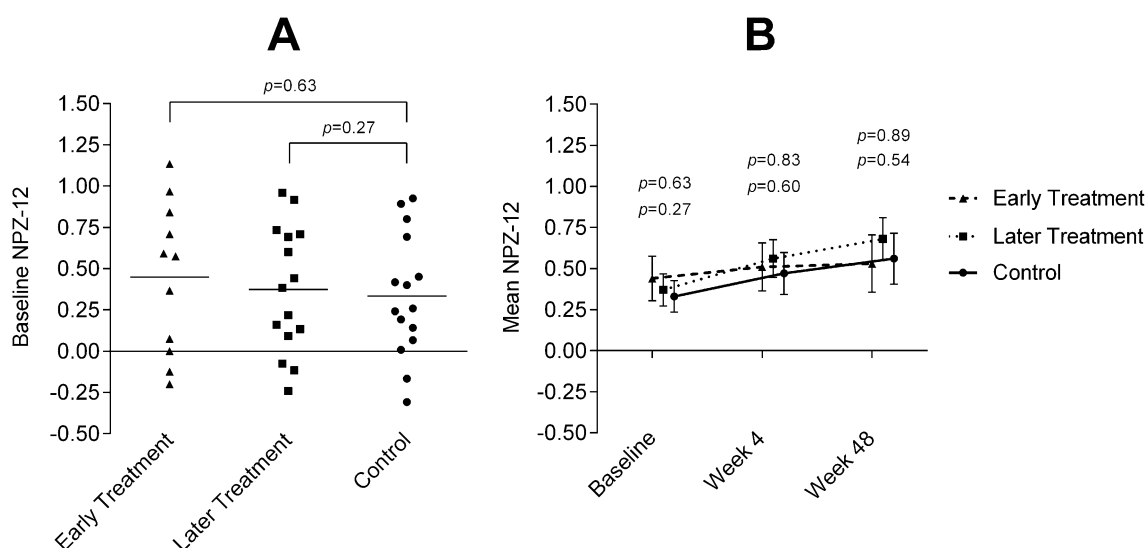 A
B
p=0.63
p=0.27
1.50
1.25
1.00
0.75
0.50
0.25
0.00
-0.25
-0.50
Baseline NPZ-12
Early Treatment
Later Treatment
Control
1.50
1.25
1.00
0.75
0.50
0.25
0.00
-0.25
-0.50
Mean NPZ-12
p=0.63
p=0.27
p=0.83
p=0.60
p=0.89
p=0.54
Baseline
Week 4
Week 48
Early Treatment
Later Treatment
Control